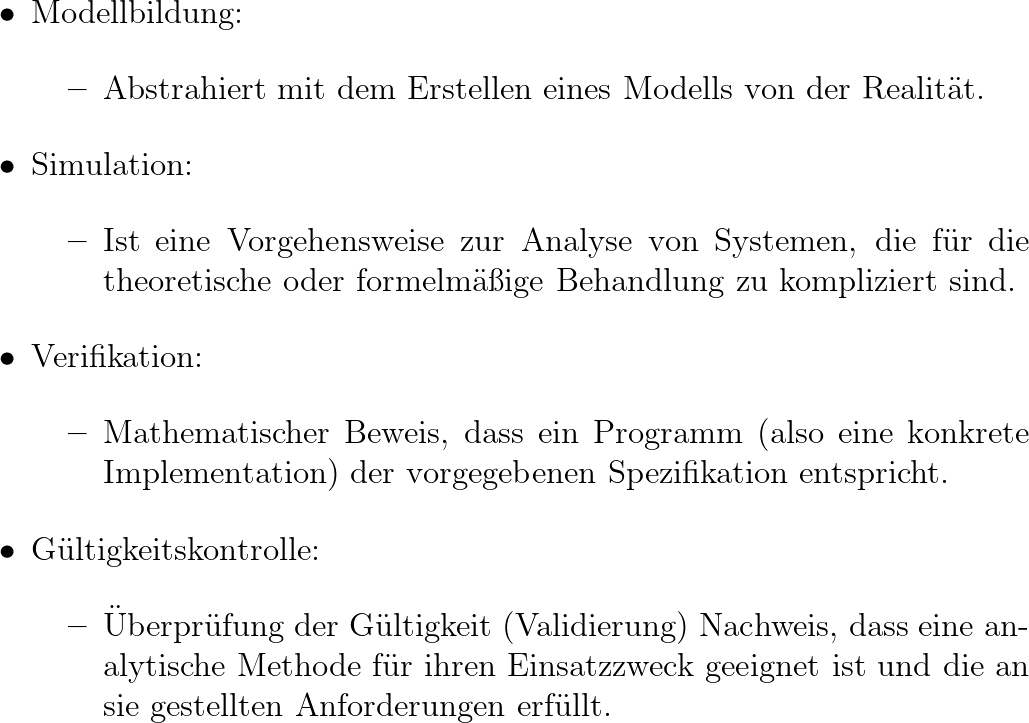 • Modellbildung:
– Abstrahiert mit dem Erstellen eines Modells von der Realität.
• Simulation:
– Ist eine Vorgehensweise zur Analyse von Systemen, die für die
theoretische oder formelmäßige Behandlung zu kompliziert sind.
• Verifikation:
– Mathematischer Beweis, dass ein Programm (also eine konkrete
Implementation) der vorgegebenen Spezifikation entspricht.
• Gültigkeitskontrolle:
– Überprüfung der Gültigkeit (Validierung) Nachweis, dass eine an-
alytische Methode für ihren Einsatzzweck geeignet ist und die an
sie gestellten Anforderungen erfüllt.